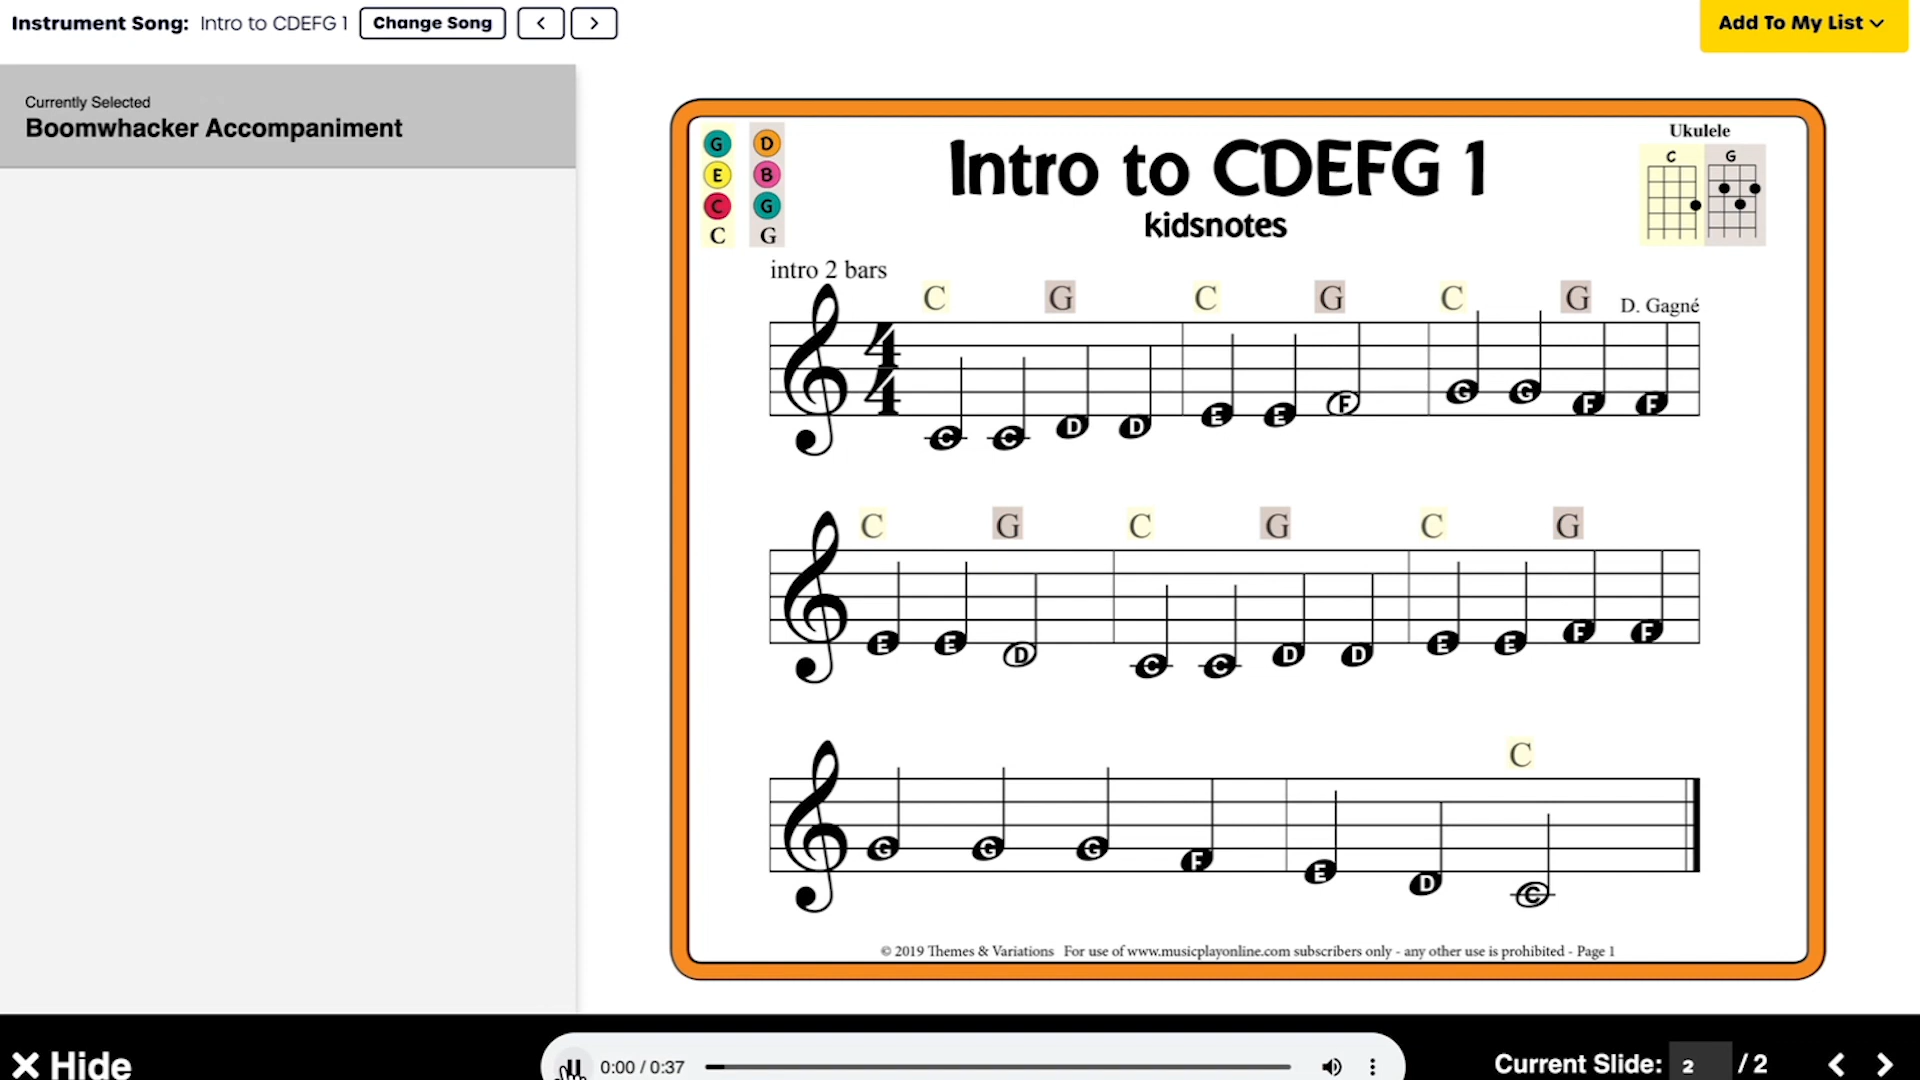 Instrument Song: Intro to CDEFG 1 Change Song
Add To My List
Currently Selected
Boomwhacker Accompaniment
G D
E B
C G
C G
Intro to CDEFG 1
kidsnotes
Ukulele
C G
intro 2 bars
C G C G C G D. Gagné
4
4
C C D D E E F G G F F
C G C G C G
E E D C C D D E E F F
C
G G G F E D C
© 2019 Themes & Variations For use of www.musicplayonline.com subscribers only - any other use is prohibited - Page 1
Hide
0:00 / 0:37
Current Slide: 2 / 2